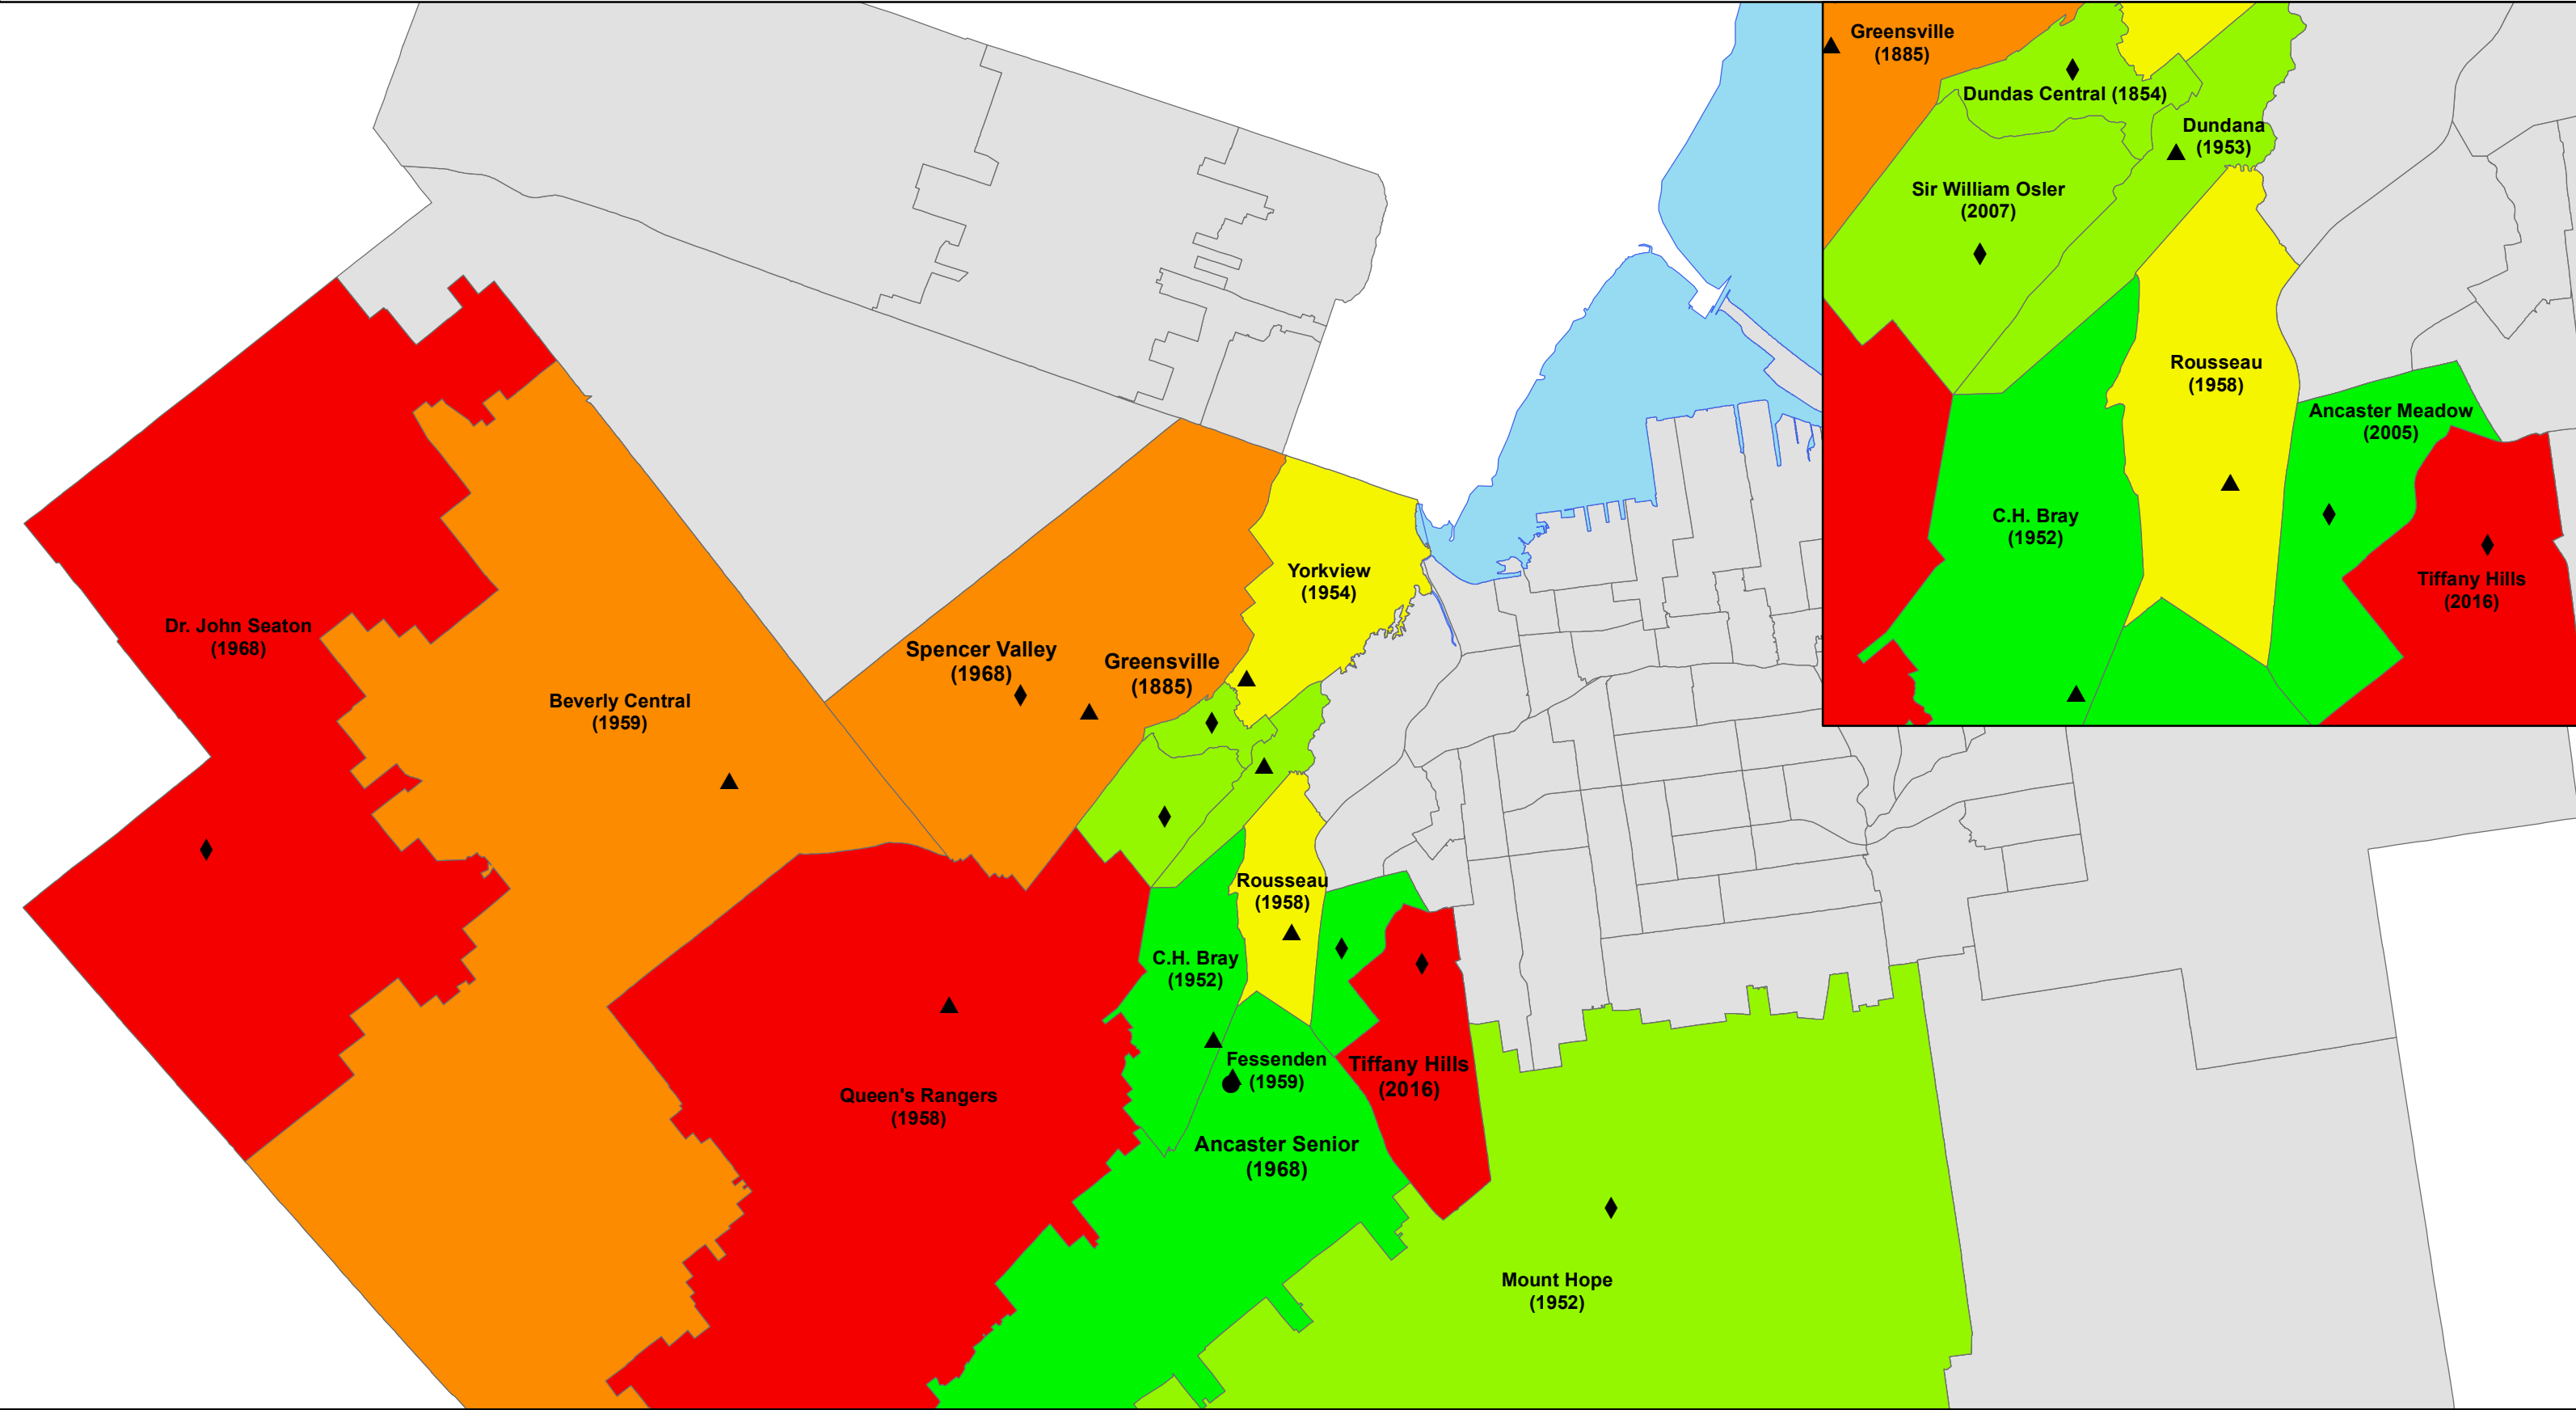 Greensville
(1885)
Dundas Central (1854)
Dundana
(1953)
Sir William Osler
(2007)
Rousseau
(1958)
Ancaster Meadow
(2005)
C.H. Bray
(1952)
Tiffany Hills
(2016)
Yorkview
(1954)
Dr. John Seaton
(1968)
Spencer Valley
(1968)
Greensville
(1885)
Beverly Central
(1959)
Rousseau
(1958)
C.H. Bray
(1952)
Fessenden
(1959)
Tiffany Hills
(2016)
Queen's Rangers
(1958)
Ancaster Senior
(1968)
Mount Hope
(1952)